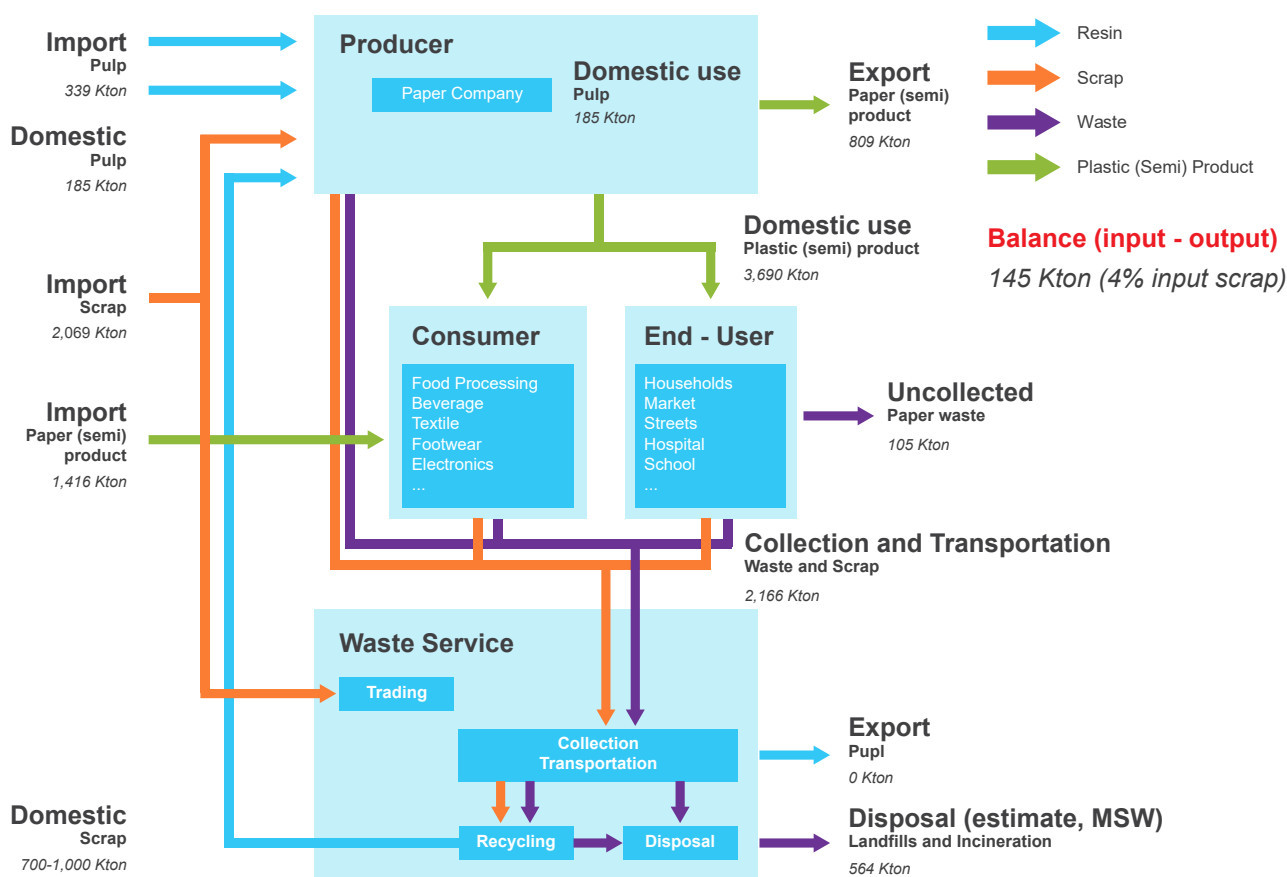 Import
Pulp
339 Kton
Domestic
Pulp
185 Kton
Import
Scrap
2,069 Kton
Import
Paper (semi)
product
1,416 Kton
Domestic
Scrap
700-1,000 Kton
Producer
Paper Company
Domestic use
Pulp
185 Kton
Export
Paper (semi)
product
809 Kton
Resin
Scrap
Waste
Plastic (Semi) Product
Balance (input - output)
145 Kton (4% input scrap)
Domestic use
Plastic (semi) product
3,690 Kton
Consumer
Food Processing
Beverage
Textile
Footwear
Electronics
...
End - User
Households
Market
Streets
Hospital
School
...
Uncollected
Paper waste
105 Kton
Collection and Transportation
Waste and Scrap
2,166 Kton
Waste Service
Trading
Collection
Transportation
Recycling
Disposal
Export
Pupl
0 Kton
Disposal (estimate, MSW)
Landfills and Incineration
564 Kton